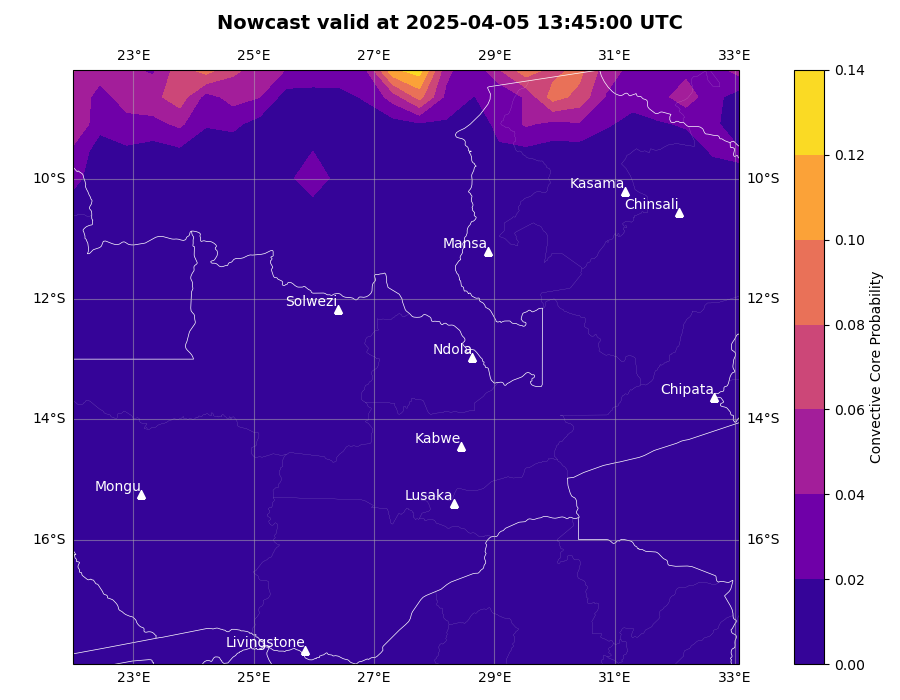 Nowcast valid at 2025-04-05 13:45:00 UTC
23°E 25°E 27°E 29°E 31°E 33°E
0.14
0.12
10°S Kasama 10°S
Chinsali
0.10
Mansa
12°S Solwezi 12°S
0.08
Ndola
Chipata
14°S 14°S
0.06
Kabwe
Mongu Lusaka
0.04
16°S 16°S
0.02
Livingstone
0.00
23°E 25°E 27°E 29°E 31°E 33°E
Convective Core Probability